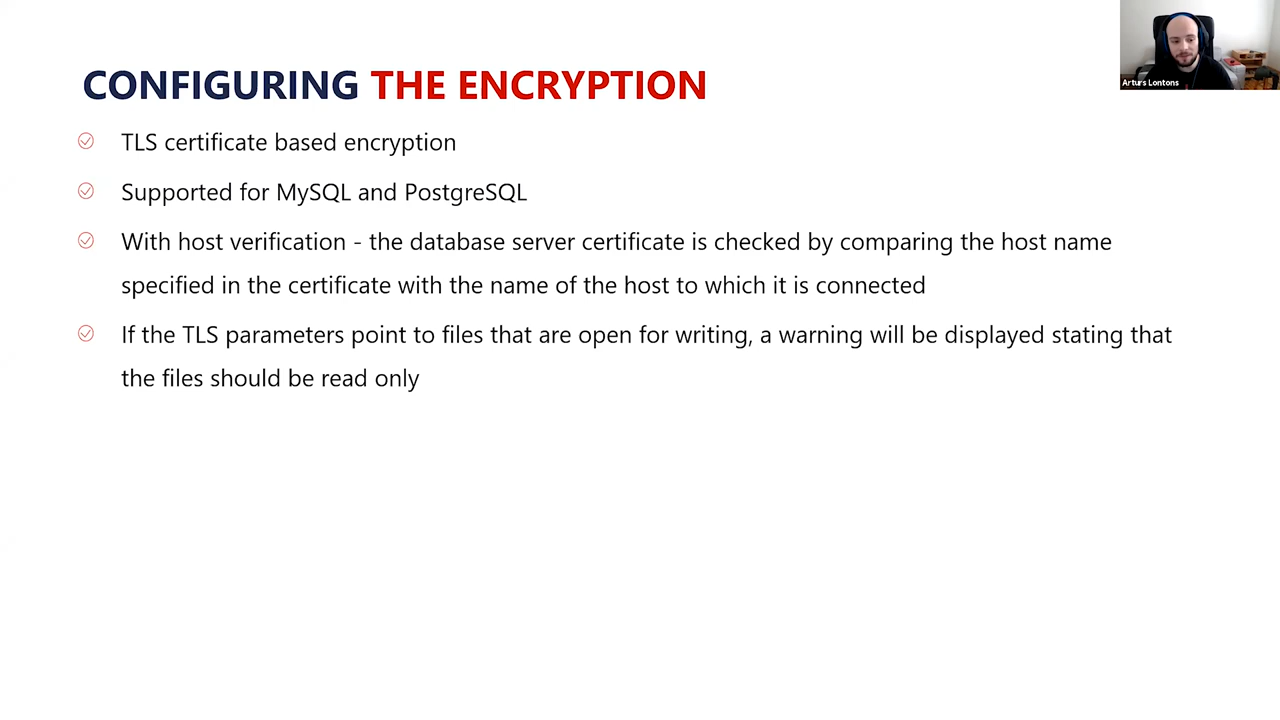 CONFIGURING THE ENCRYPTION
TLS certificate based encryption
Supported for MySQL and PostgreSQL
With host verification - the database server certificate is checked by comparing the host name
specified in the certificate with the name of the host to which it is connected
If the TLS parameters point to files that are open for writing, a warning will be displayed stating that
the files should be read only
Arturs Lontons